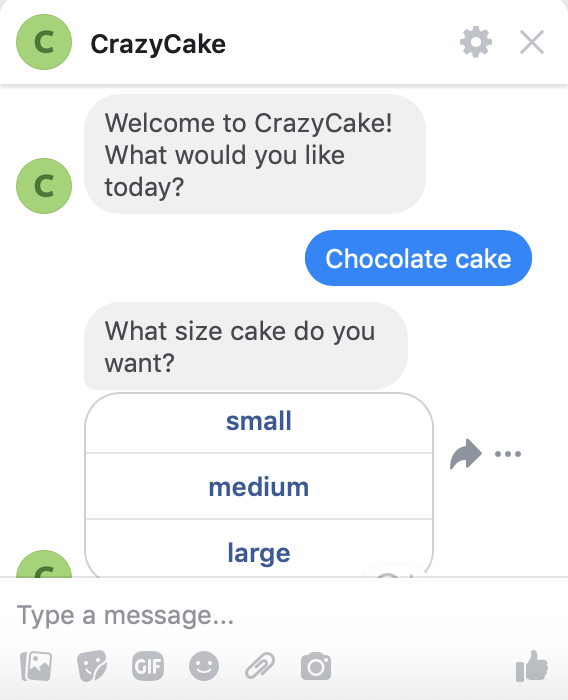 C
CrazyCake
Welcome to CrazyCake!
What would you like
today?
C
Chocolate cake
What size cake do you
want?
small
medium
large
C
Type a message...
GIF